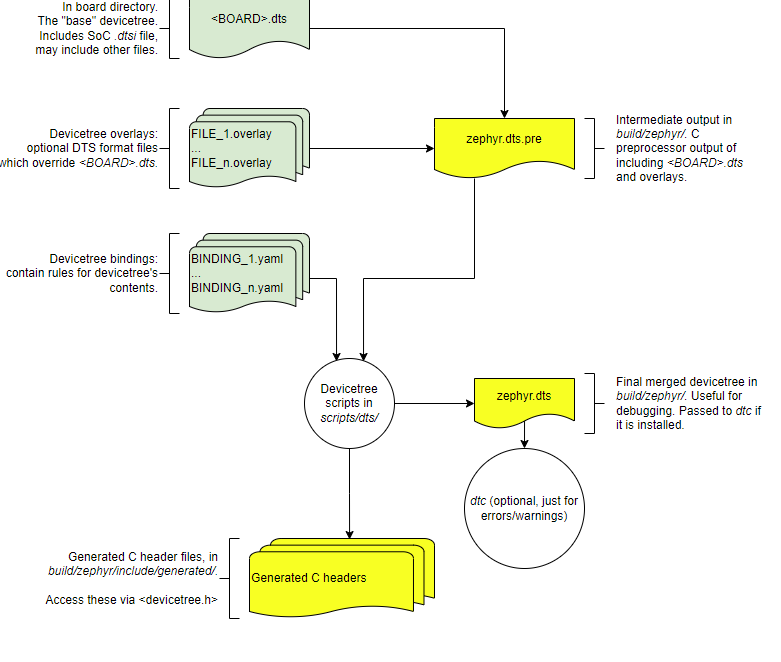 In board directory.
The "base" devicetree.
Includes SoC .dtsi file,
may include other files.
<BOARD>.dts
Devicetree overlays:
optional DTS format files
which override <BOARD>.dts.
FILE_1.overlay
...
FILE_n.overlay
zephyr.dts.pre
Intermediate output in
build/zephyr/. C
preprocessor output of
including <BOARD>.dts
and overlays.
Devicetree bindings:
contain rules for devicetree's
contents.
BINDING_1.yaml
...
BINDING_n.yaml
Devicetree
scripts in
scripts/dts/
zephyr.dts
Final merged devicetree in
build/zephyr/. Useful for
debugging. Passed to dtc if
it is installed.
dtc (optional, just for
errors/warnings)
Generated C header files, in
build/zephyr/include/generated/.
Access these via <devicetree.h>
Generated C headers